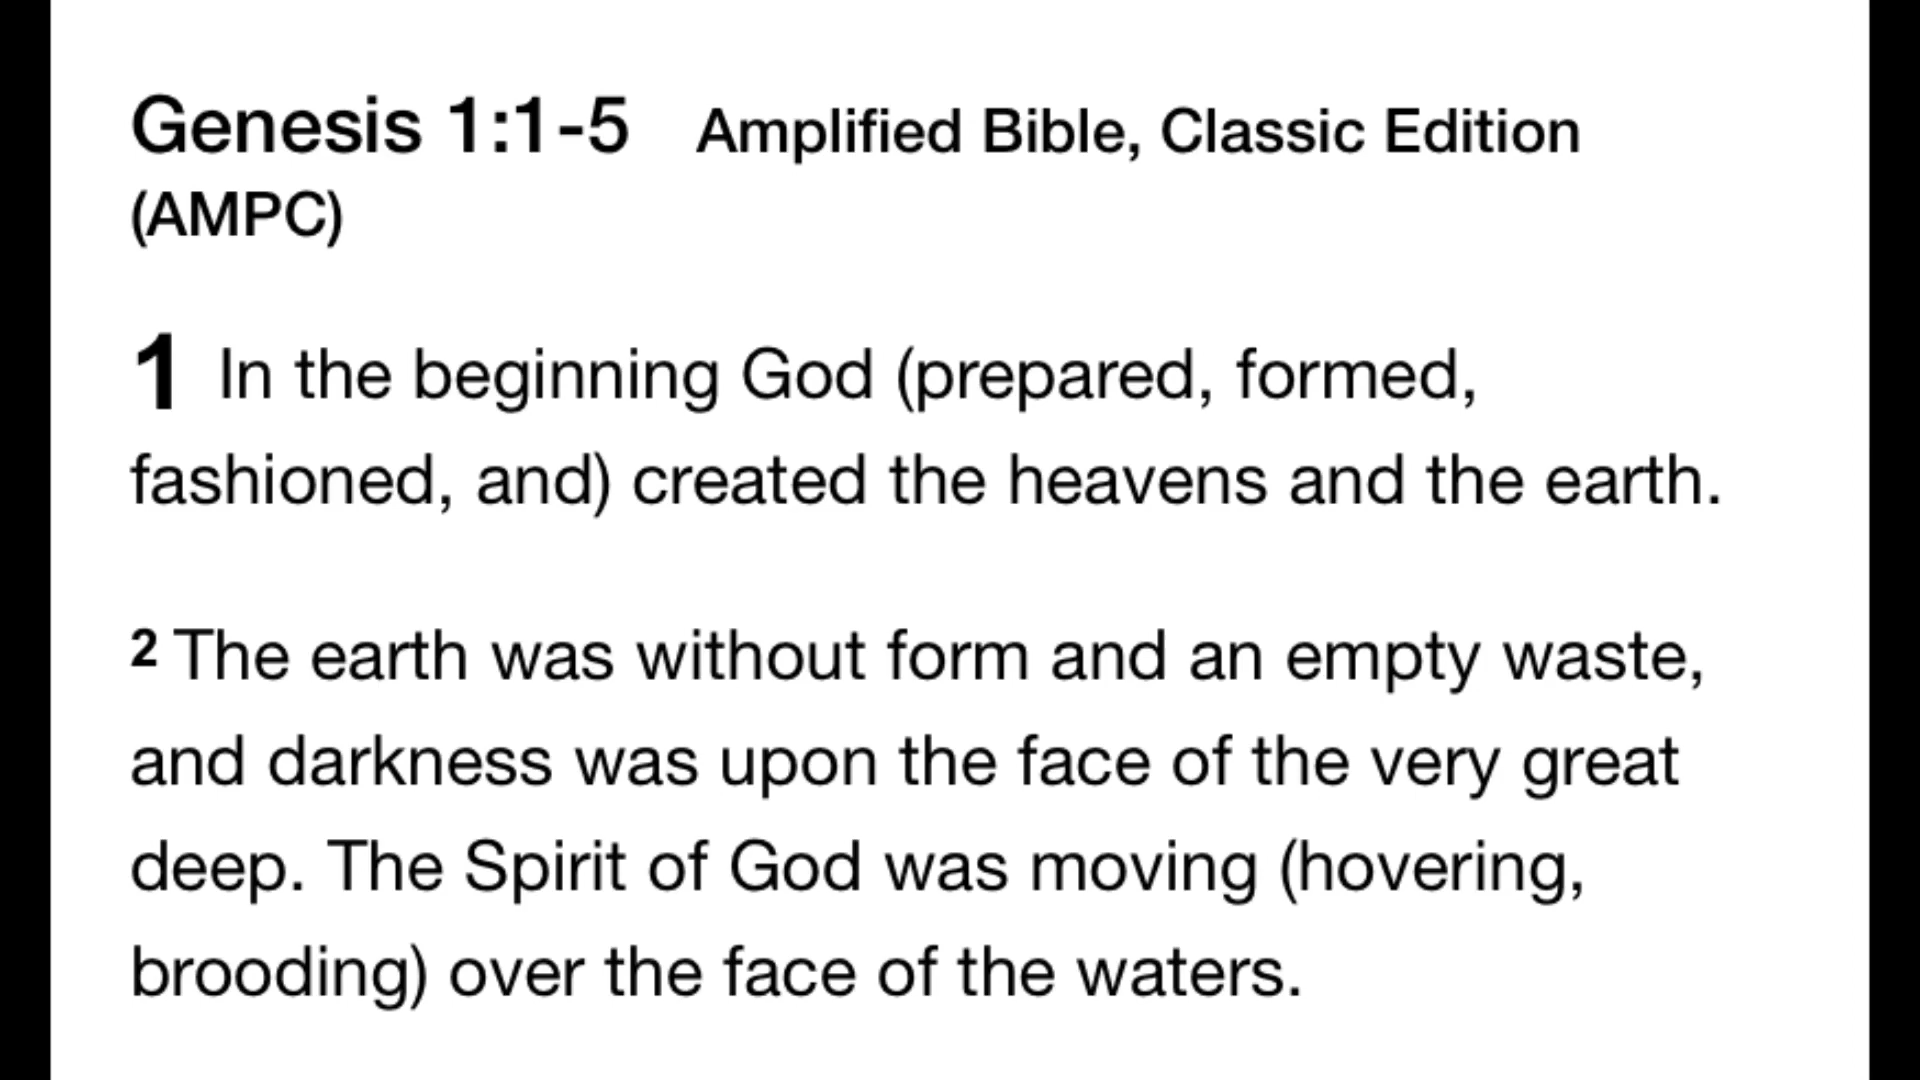 Genesis 1:1-5 Amplified Bible, Classic Edition
(AMPC)
1 In the beginning God (prepared, formed,
fashioned, and) created the heavens and the earth.
2 The earth was without form and an empty waste,
and darkness was upon the face of the very great
deep. The Spirit of God was moving (hovering,
brooding) over the face of the waters.